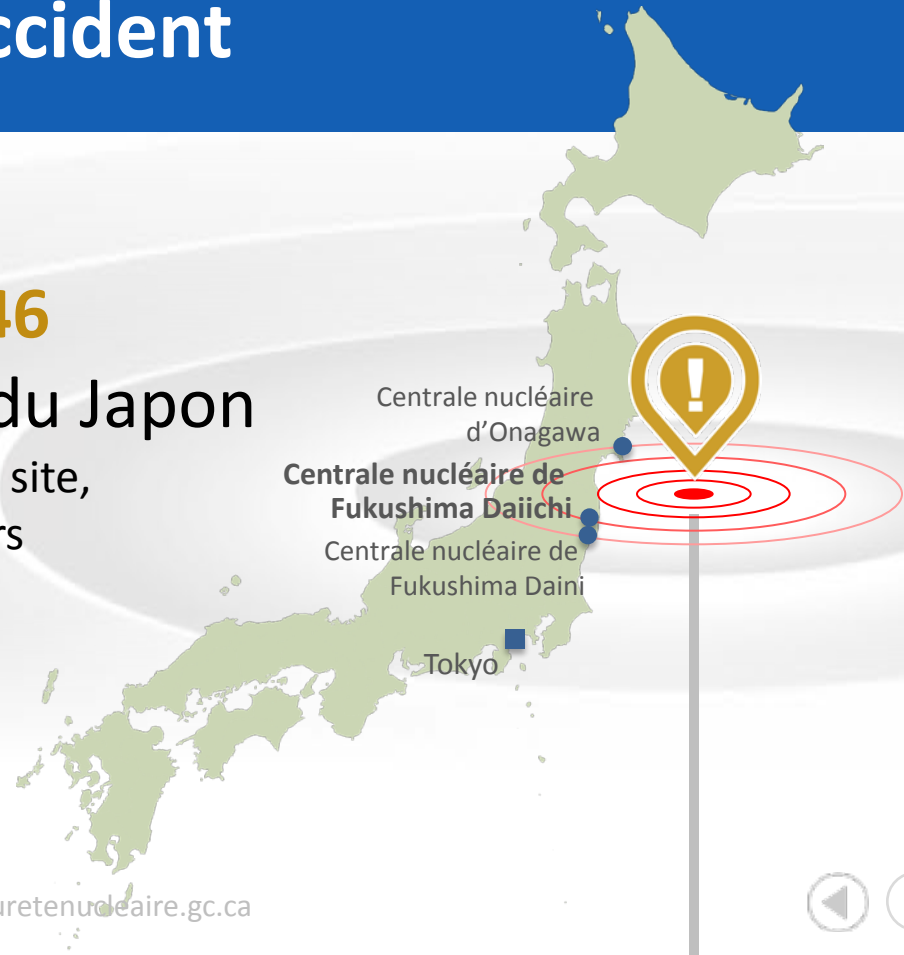 ccident
46
du Japon
site,
rs
Centrale nucléaire
d’Onagawa
Centrale nucléaire de
Fukushima Daiichi
Centrale nucléaire de
Fukushima Daini
Tokyo
uretenucleaire.gc.ca